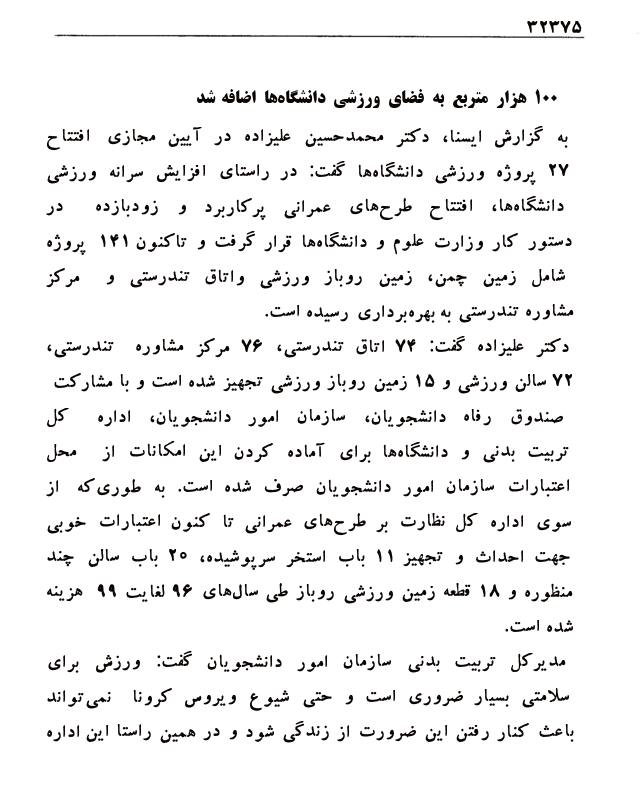 ۳۲۳۷۵
۱۰۰ هزار متربع به فضای ورزشی دانشگاه‌ها اضافه شد
به گزارش ایسنا، دکتر محمدحسین علیزاده در آیین مجازی افتتاح
۲۷ پروژه ورزشی دانشگاه‌ها گفت: در راستای افزایش سرانه ورزشی
دانشگاه‌ها، افتتاح طرح‌های عمرانی پرکاربرد و زودبازده در
دستور کار وزارت علوم و دانشگاه‌ها قرار گرفت و تاکنون ۱۴۱ پروژه
شامل زمین چمن، زمین روباز ورزشی واتاق تندرستی و مرکز
مشاوره تندرستی به بهره‌برداری رسیده است.
دکتر علیزاده گفت: ۷۴ اتاق تندرستی، ۷۶ مرکز مشاوره تندرستی،
۷۲ سالن ورزشی و ۱۵ زمین روباز ورزشی تجهیز شده است و با مشارکت
صندوق رفاه دانشجویان، سازمان امور دانشجویان، اداره کل
تربیت بدنی و دانشگاه‌ها برای آماده کردن این امکانات از محل
اعتبارات سازمان امور دانشجویان صرف شده است. به طوری‌که از
سوی اداره کل نظارت بر طرح‌های عمرانی تا کنون اعتبارات خوبی
جهت احداث و تجهیز ۱۱ باب استخر سرپوشیده، ۲۵ باب سالن چند
منظوره و ۱۸ قطعه زمین ورزشی روباز طی سال‌های ۹۶ لغایت ۹۹ هزینه
شده است.
مدیرکل تربیت بدنی سازمان امور دانشجویان گفت: ورزش برای
سلامتی بسیار ضروری است و حتی شیوع ویروس کرونا نمی‌تواند
باعث کنار رفتن این ضرورت از زندگی شود و در همین راستا این اداره